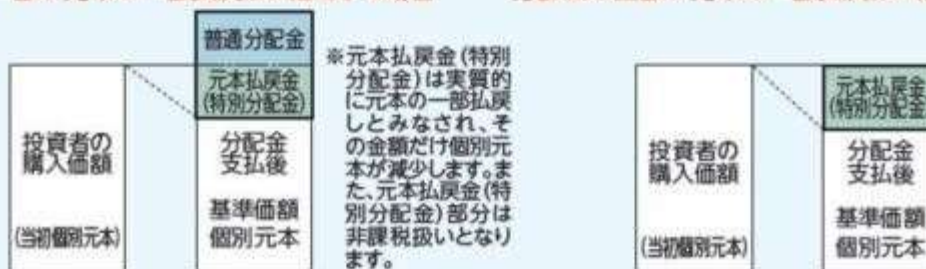 普通分配金
元本払戻金
(特別分配金)
投資者の
購入価額
(当初個別元本)
分配金
支払後
基準価額
個別元本
※元本払戻金(特別
分配金)は実質的
に元本の一部払戻
しとみなされ、そ
の金額だけ個別元
本が減少します。ま
た、元本払戻金(特
別分配金)部分は
非課税扱いとなり
ます。
投資者の
購入価額
(当初個別元本)
元本払戻金
(特別分配金
分配金
支払後
基準価額
個別元本